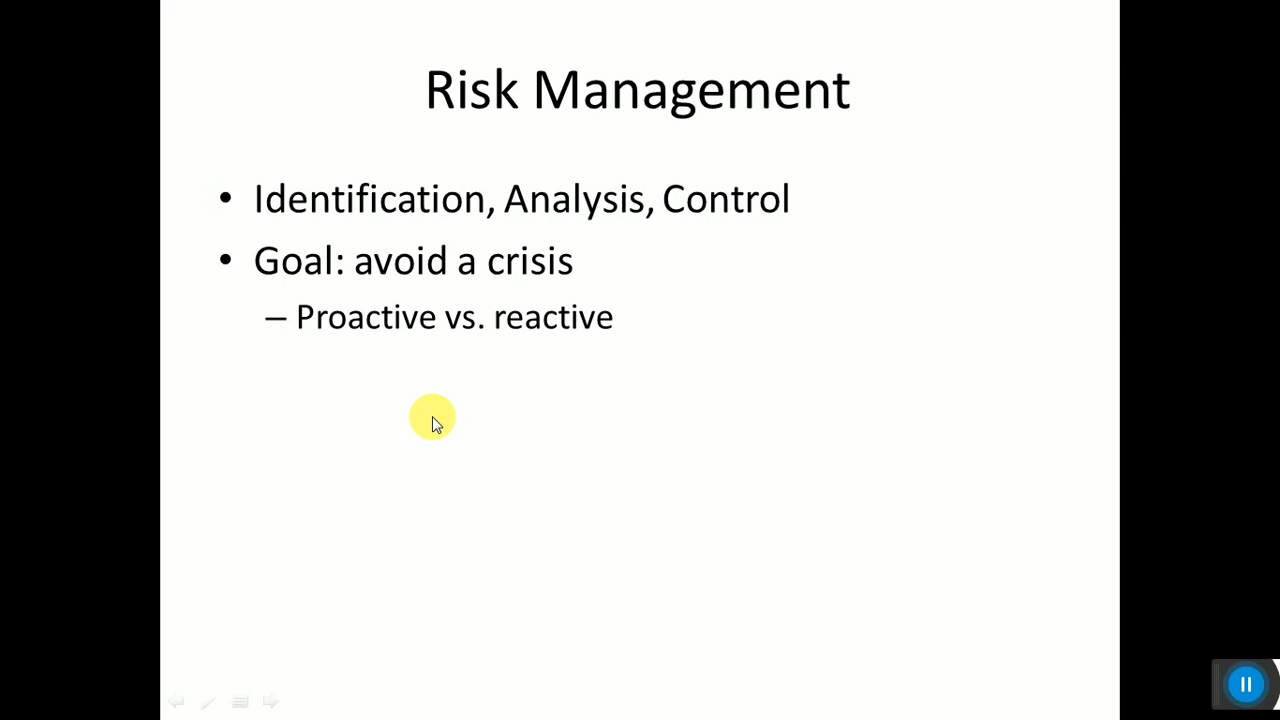 Risk Management
• Identification, Analysis, Control
• Goal: avoid a crisis
– Proactive vs. reactive